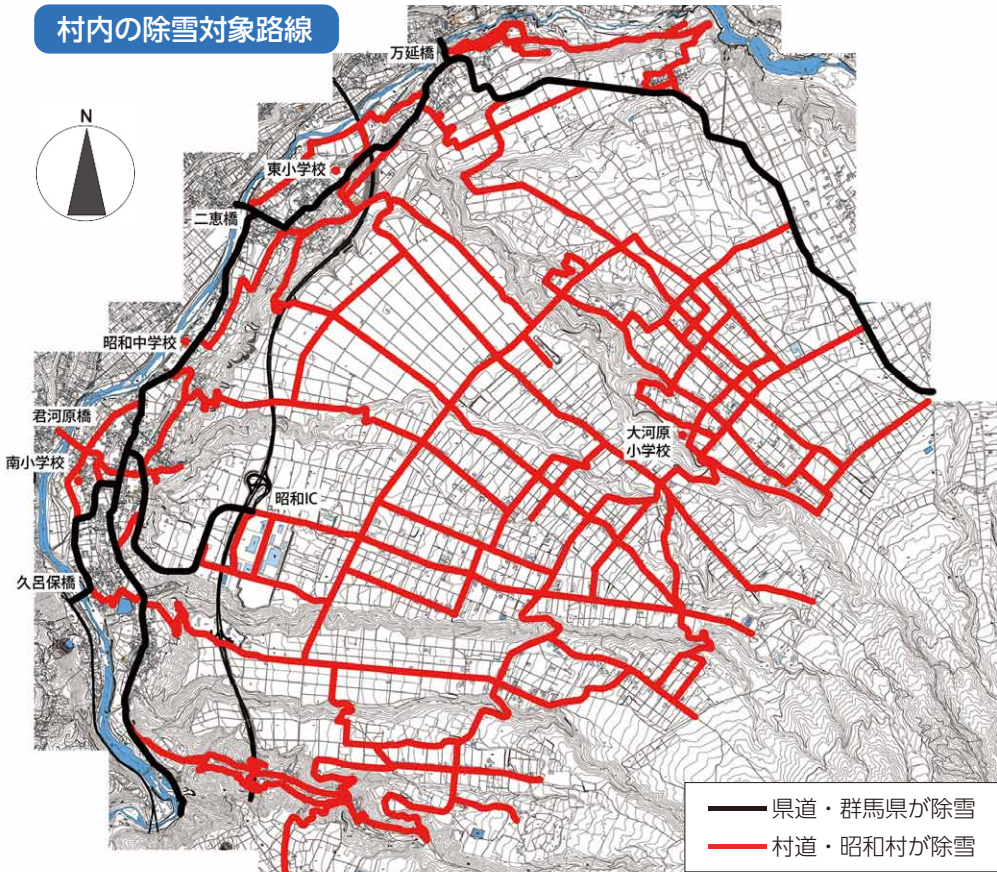 村内の除雪対象路線
N
万延橋
東小学校
二恵橋
昭和中学校
君河原橋
南小学校
大河原
小学校
昭和IC
久呂保橋
県道・群馬県が除雪
村道・昭和村が除雪